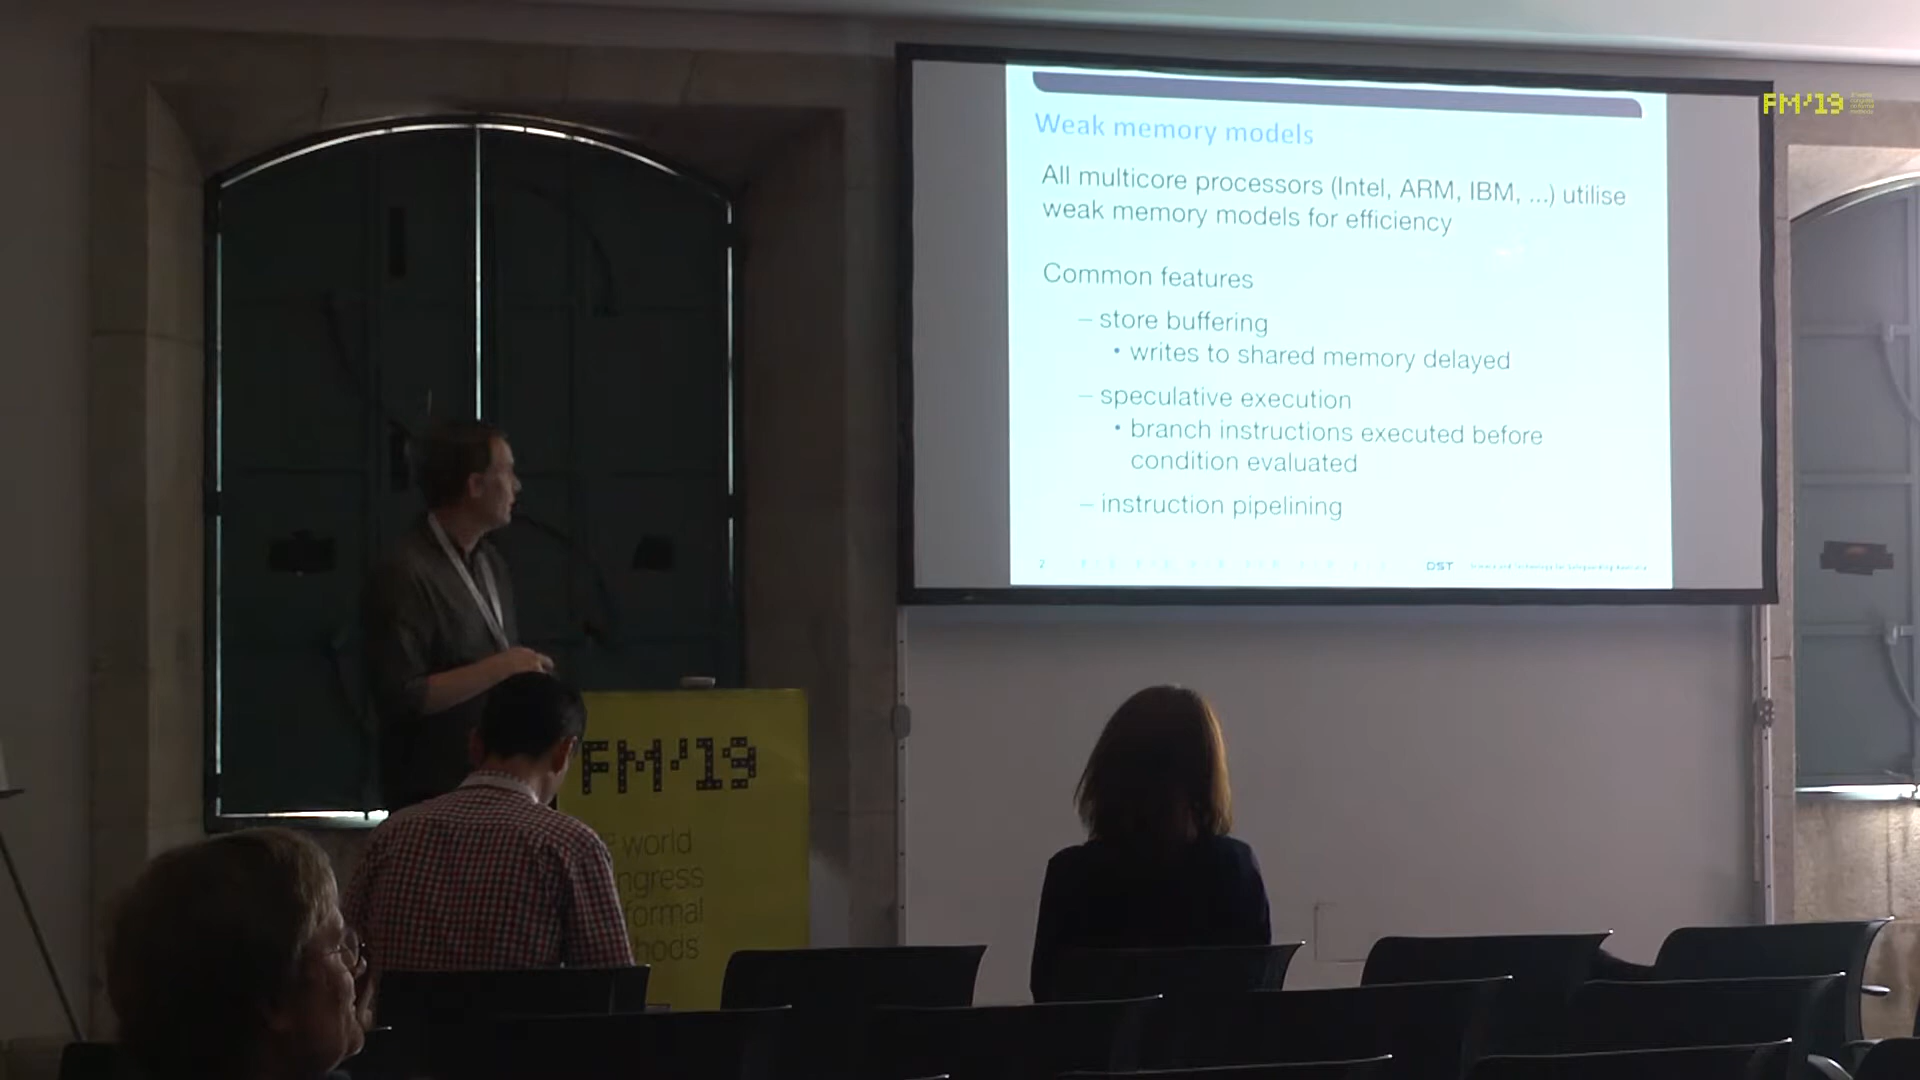 FM'19
Weak memory models
All multicore processors (Intel, ARM, IBM, ...) utilise
weak memory models for efficiency
Common features
– store buffering
• writes to shared memory delayed
– speculative execution
• branch instructions executed before
condition evaluated
– instruction pipelining
2
DST
FM'19
world
ngress
formal
hods